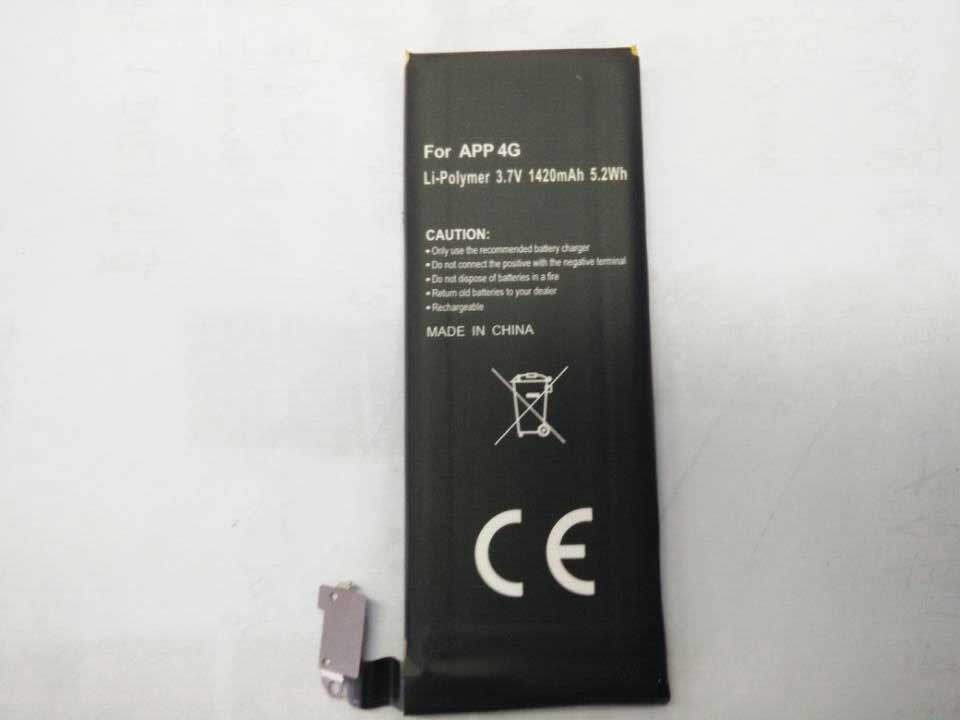 For APP 4G
Li-Polymer 3.7V 1420mAh 5.2Wh
CAUTION:
•Only use the recommended battery charger
•Do not connect the positive with the negative terminal
•Do not dispose of batteries in a fire
•Return old batteries to your dealer
•Rechargeable
MADE IN CHINA
CE